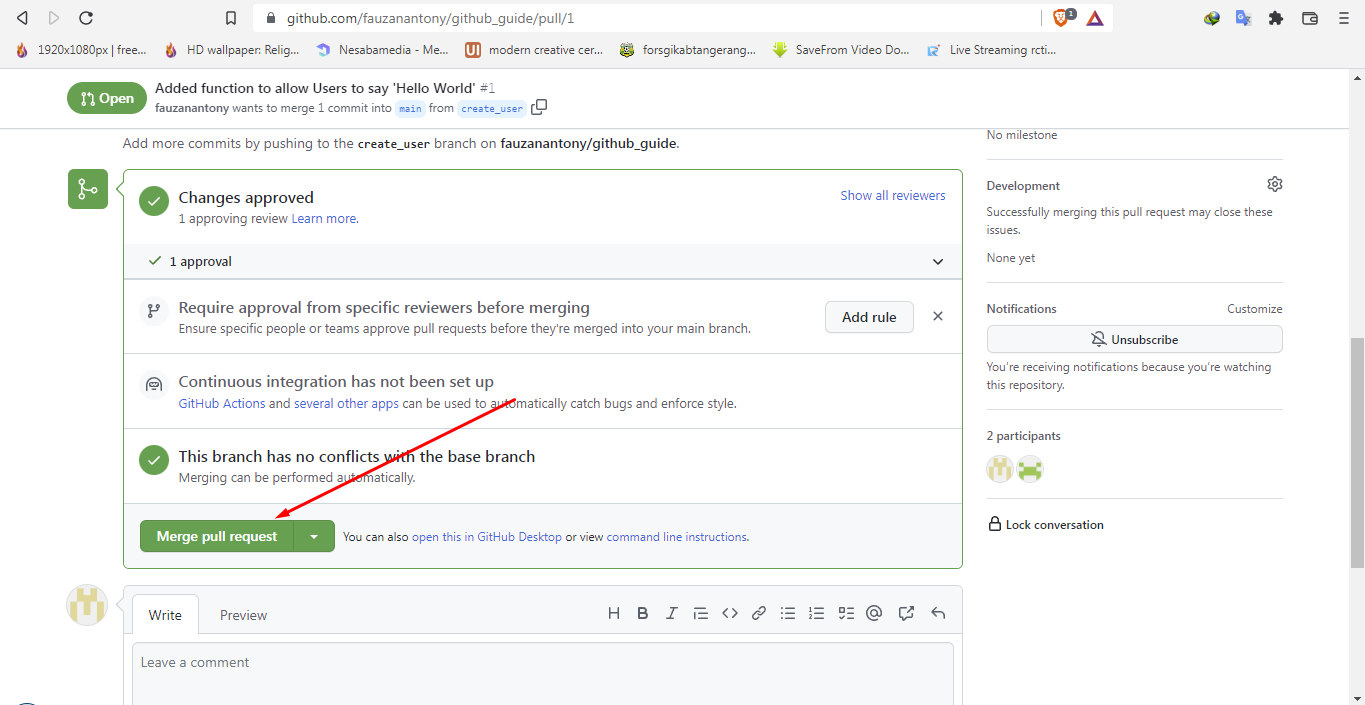 github.com/fauzanantony/github_guide/pull/1
1
1920x1080px | free...
HD wallpaper: Relig...
Nesabamedia - Me...
UI modern creative cer...
forsgikabtangerang...
SaveFrom Video Do...
Live Streaming rcti...
Open
Added function to allow Users to say 'Hello World' #1
fauzanantony wants to merge 1 commit into main from create_user
Add more commits by pushing to the create_user branch on fauzanantony/github_guide.
Changes approved
Show all reviewers
1 approving review Learn more.
1 approval
Require approval from specific reviewers before merging
Ensure specific people or teams approve pull requests before they're merged into your main branch.
Add rule
Continuous integration has not been set up
GitHub Actions and several other apps can be used to automatically catch bugs and enforce style.
This branch has no conflicts with the base branch
Merging can be performed automatically.
Merge pull request
You can also open this in GitHub Desktop or view command line instructions.
Write
Preview
Leave a comment
No milestone
Development
Successfully merging this pull request may close these
issues.
None yet
Notifications
Customize
Unsubscribe
You're receiving notifications because you're watching
this repository.
2 participants
Lock conversation